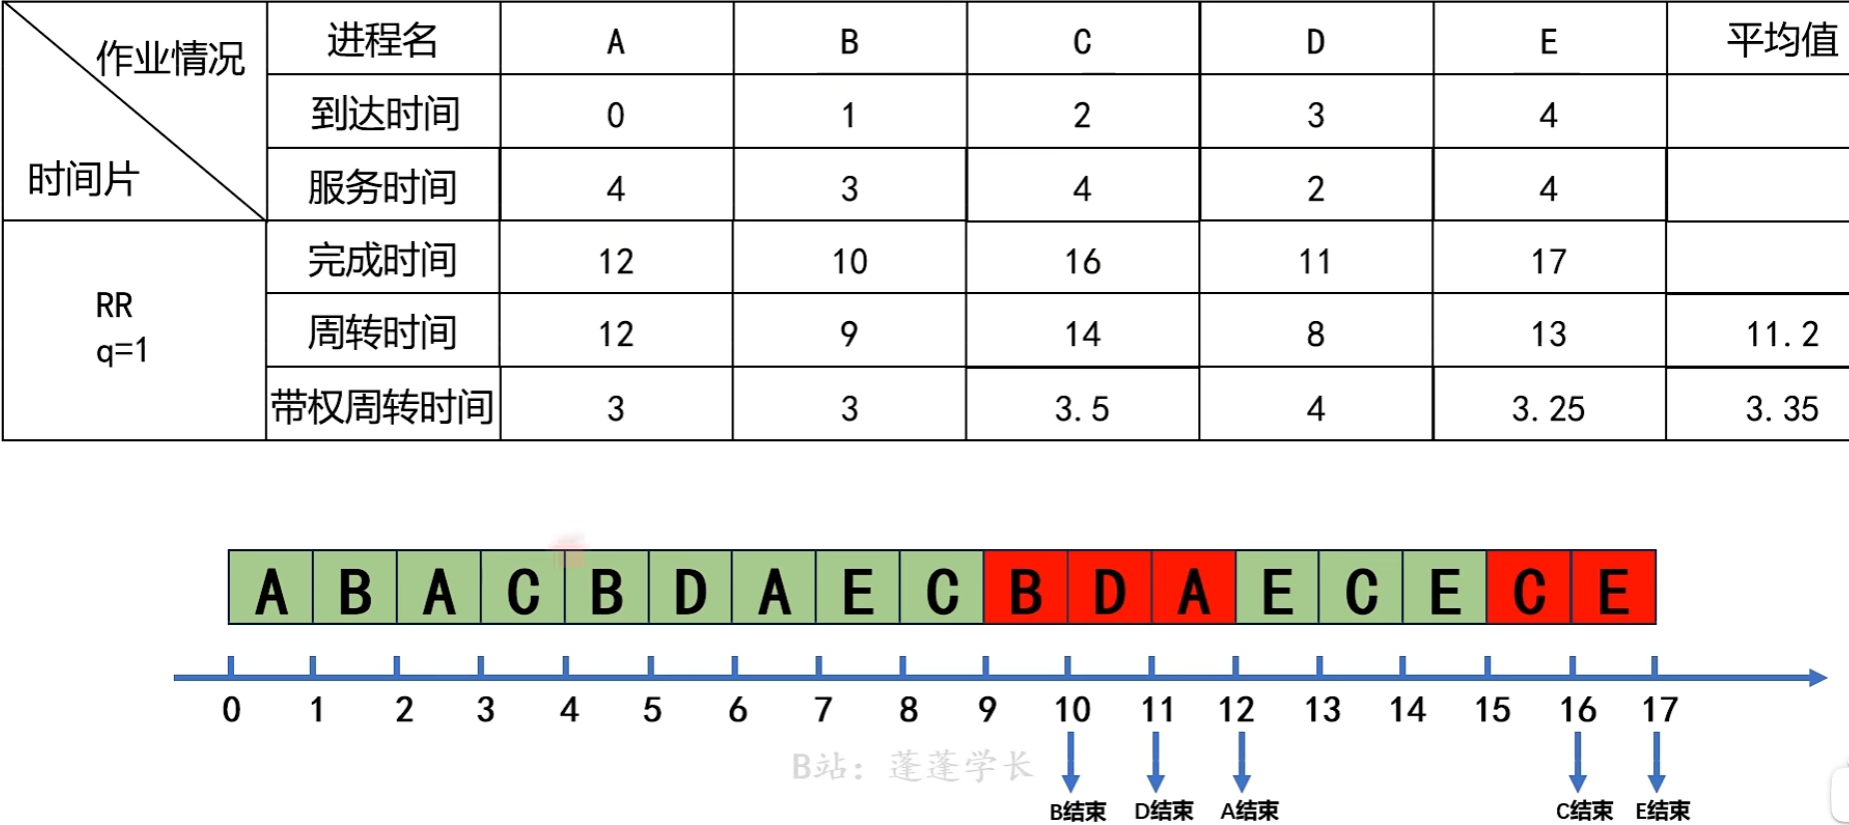 作业情况
时间片
进程名 A B C D E 平均值
到达时间 0 1 2 3 4
服务时间 4 3 4 2 4
RR
q=1
完成时间 12 10 16 11 17
周转时间 12 9 14 8 13 11.2
带权周转时间 3 3 3.5 4 3.25 3.35
A B A C B D A E C B D A E C E C E
0 1 2 3 4 5 6 7 8 9 10 11 12 13 14 15 16 17
B站：蓬蓬学长
B结束 D结束 A结束 C结束 E结束